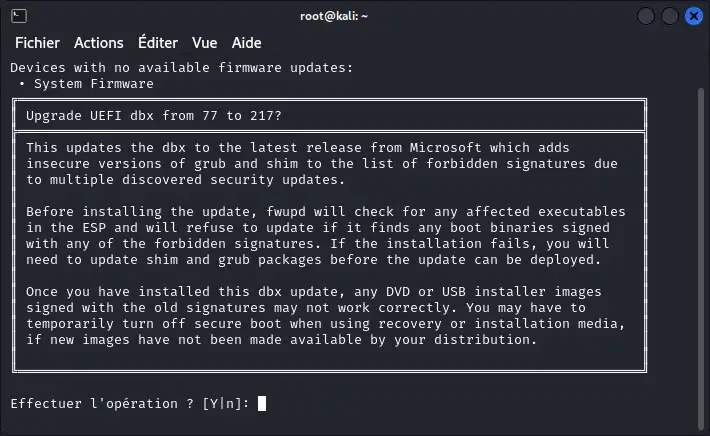 root@kali: ~
Fichier Actions Éditer Vue Aide
Devices with no available firmware updates:
• System Firmware
Upgrade UEFI dbx from 77 to 217?
This updates the dbx to the latest release from Microsoft which adds
insecure versions of grub and shim to the list of forbidden signatures due
to multiple discovered security updates.
Before installing the update, fwupd will check for any affected executables
in the ESP and will refuse to update if it finds any boot binaries signed
with any of the forbidden signatures. If the installation fails, you will
need to update shim and grub packages before the update can be deployed.
Once you have installed this dbx update, any DVD or USB installer images
signed with the old signatures may not work correctly. You may have to
temporarily turn off secure boot when using recovery or installation media,
if new images have not been made available by your distribution.
Effectuer l'opération ? [Y|n]: